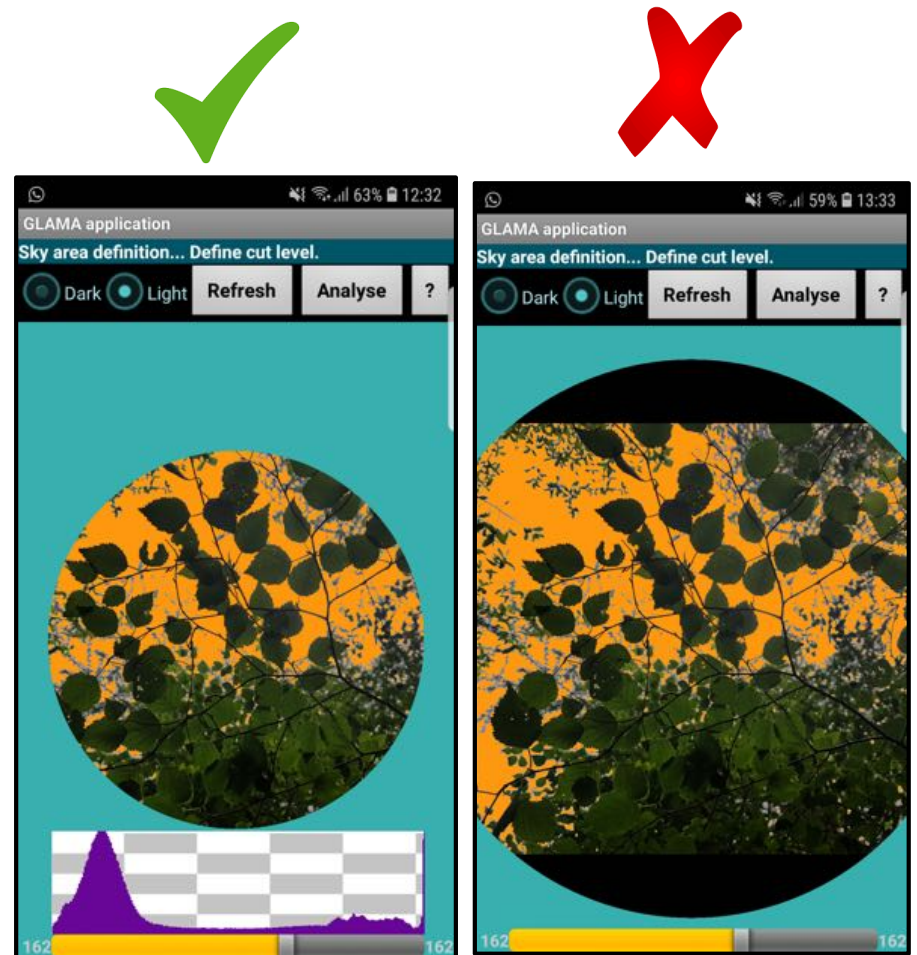 63% 12:32
GLAMA application
Sky area definition... Define cut level.
Dark Light Refresh Analyse ?
162 162
59% 13:33
GLAMA application
Sky area definition... Define cut level.
Dark Light Refresh Analyse ?
162 162